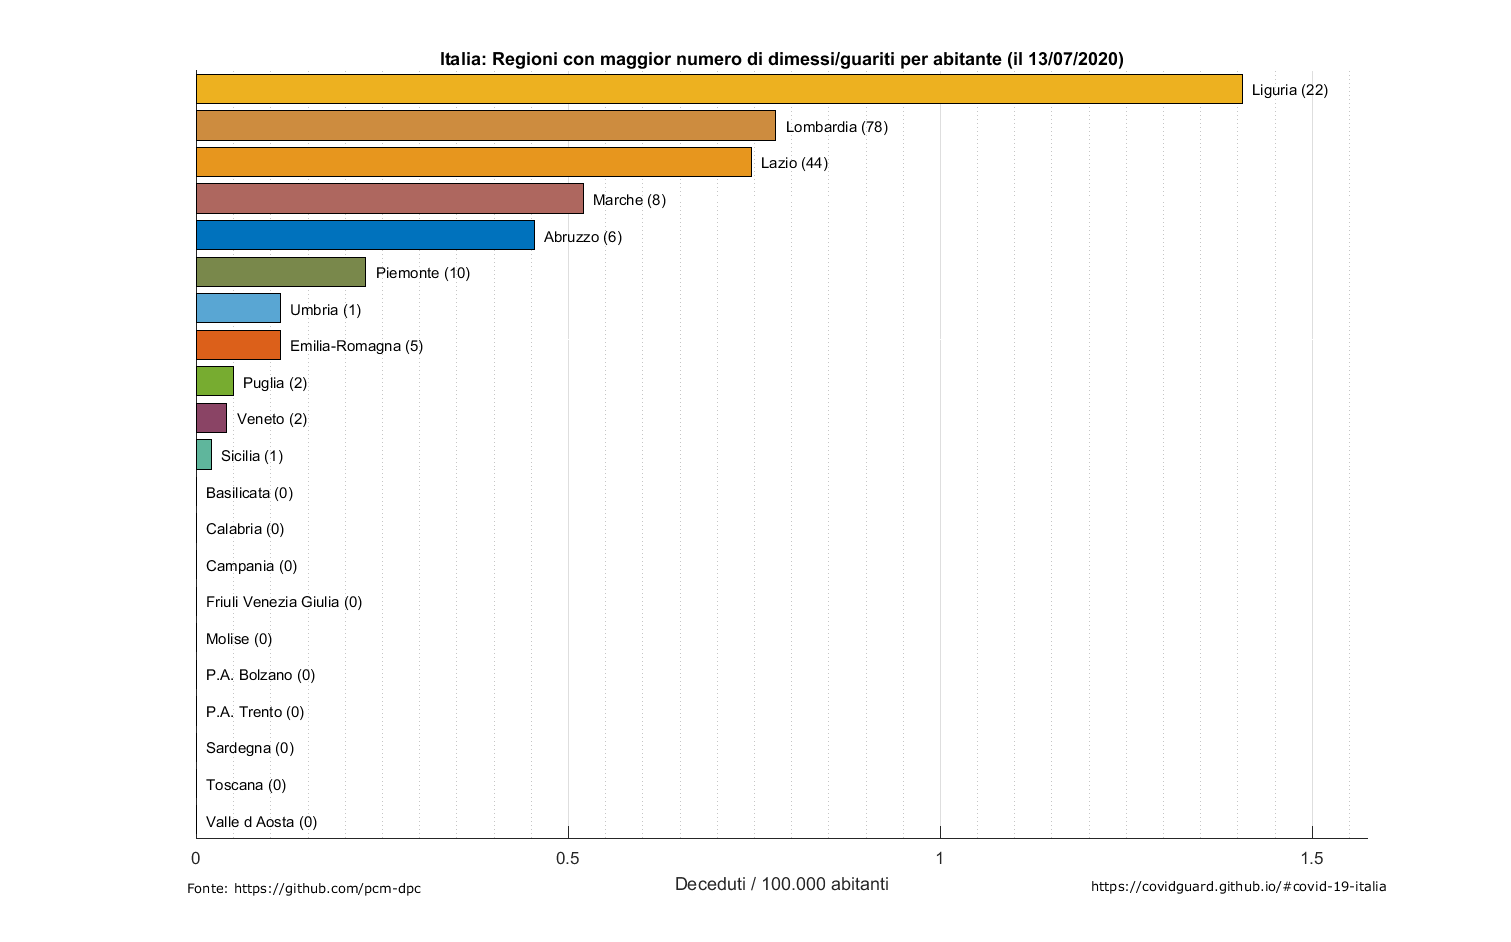 Italia: Regioni con maggior numero di dimessi/guariti per abitante (il 13/07/2020)
Liguria (22)
Lombardia (78)
Lazio (44)
Marche (8)
Abruzzo (6)
Piemonte (10)
Umbria (1)
Emilia-Romagna (5)
Puglia (2)
Veneto (2)
Sicilia (1)
Basilicata (0)
Calabria (0)
Campania (0)
Friuli Venezia Giulia (0)
Molise (0)
P.A. Bolzano (0)
P.A. Trento (0)
Sardegna (0)
Toscana (0)
Valle d Aosta (0)
0 0.5 1 1.5
Deceduti / 100.000 abitanti
Fonte: https://github.com/pcm-dpc
https://covidguard.github.io/#covid-19-italia